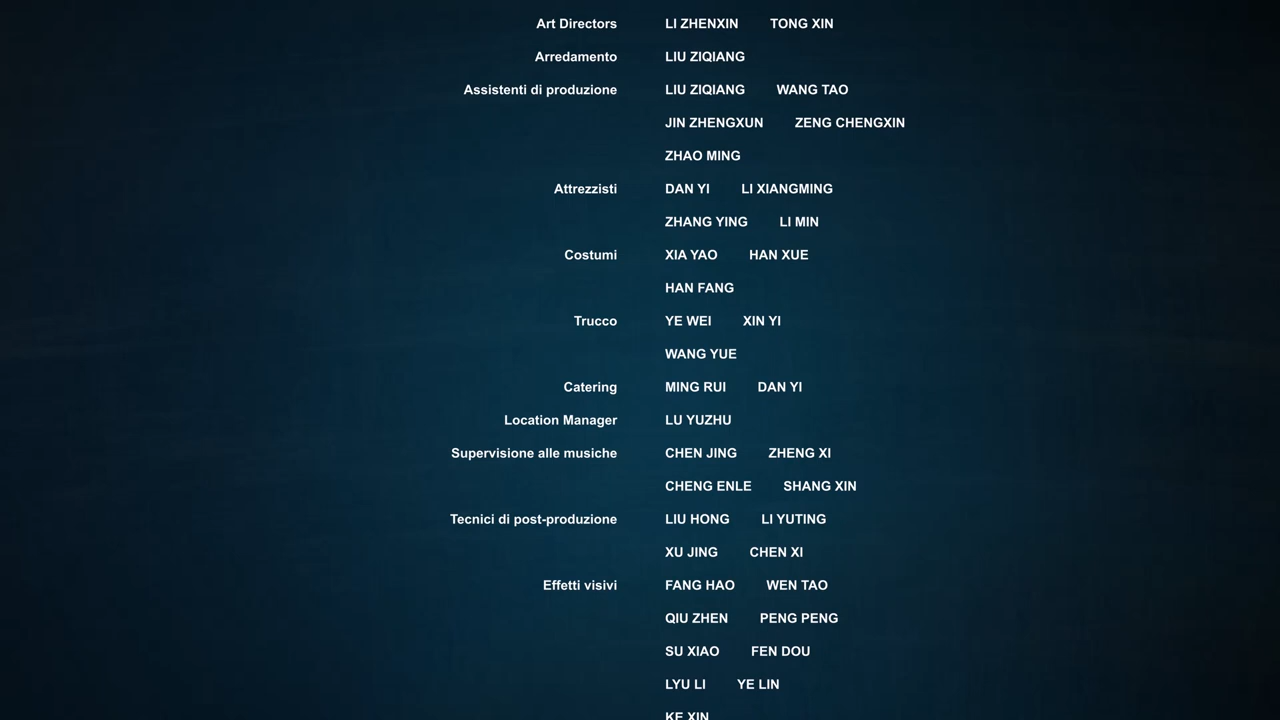 Art Directors LI ZHENXIN TONG XIN
Arredamento LIU ZIQIANG
Assistenti di produzione LIU ZIQIANG WANG TAO
JIN ZHENGXUN ZENG CHENGXIN
ZHAO MING
Attrezzisti DAN YI LI XIANGMING
ZHANG YING LI MIN
Costumi XIA YAO HAN XUE
HAN FANG
Trucco YE WEI XIN YI
WANG YUE
Catering MING RUI DAN YI
Location Manager LU YUZHU
Supervisione alle musiche CHEN JING ZHENG XI
CHENG ENLE SHANG XIN
Tecnici di post-produzione LIU HONG LI YUTING
XU JING CHEN XI
Effetti visivi FANG HAO WEN TAO
QIU ZHEN PENG PENG
SU XIAO FEN DOU
LYU LI YE LIN
KE XIN